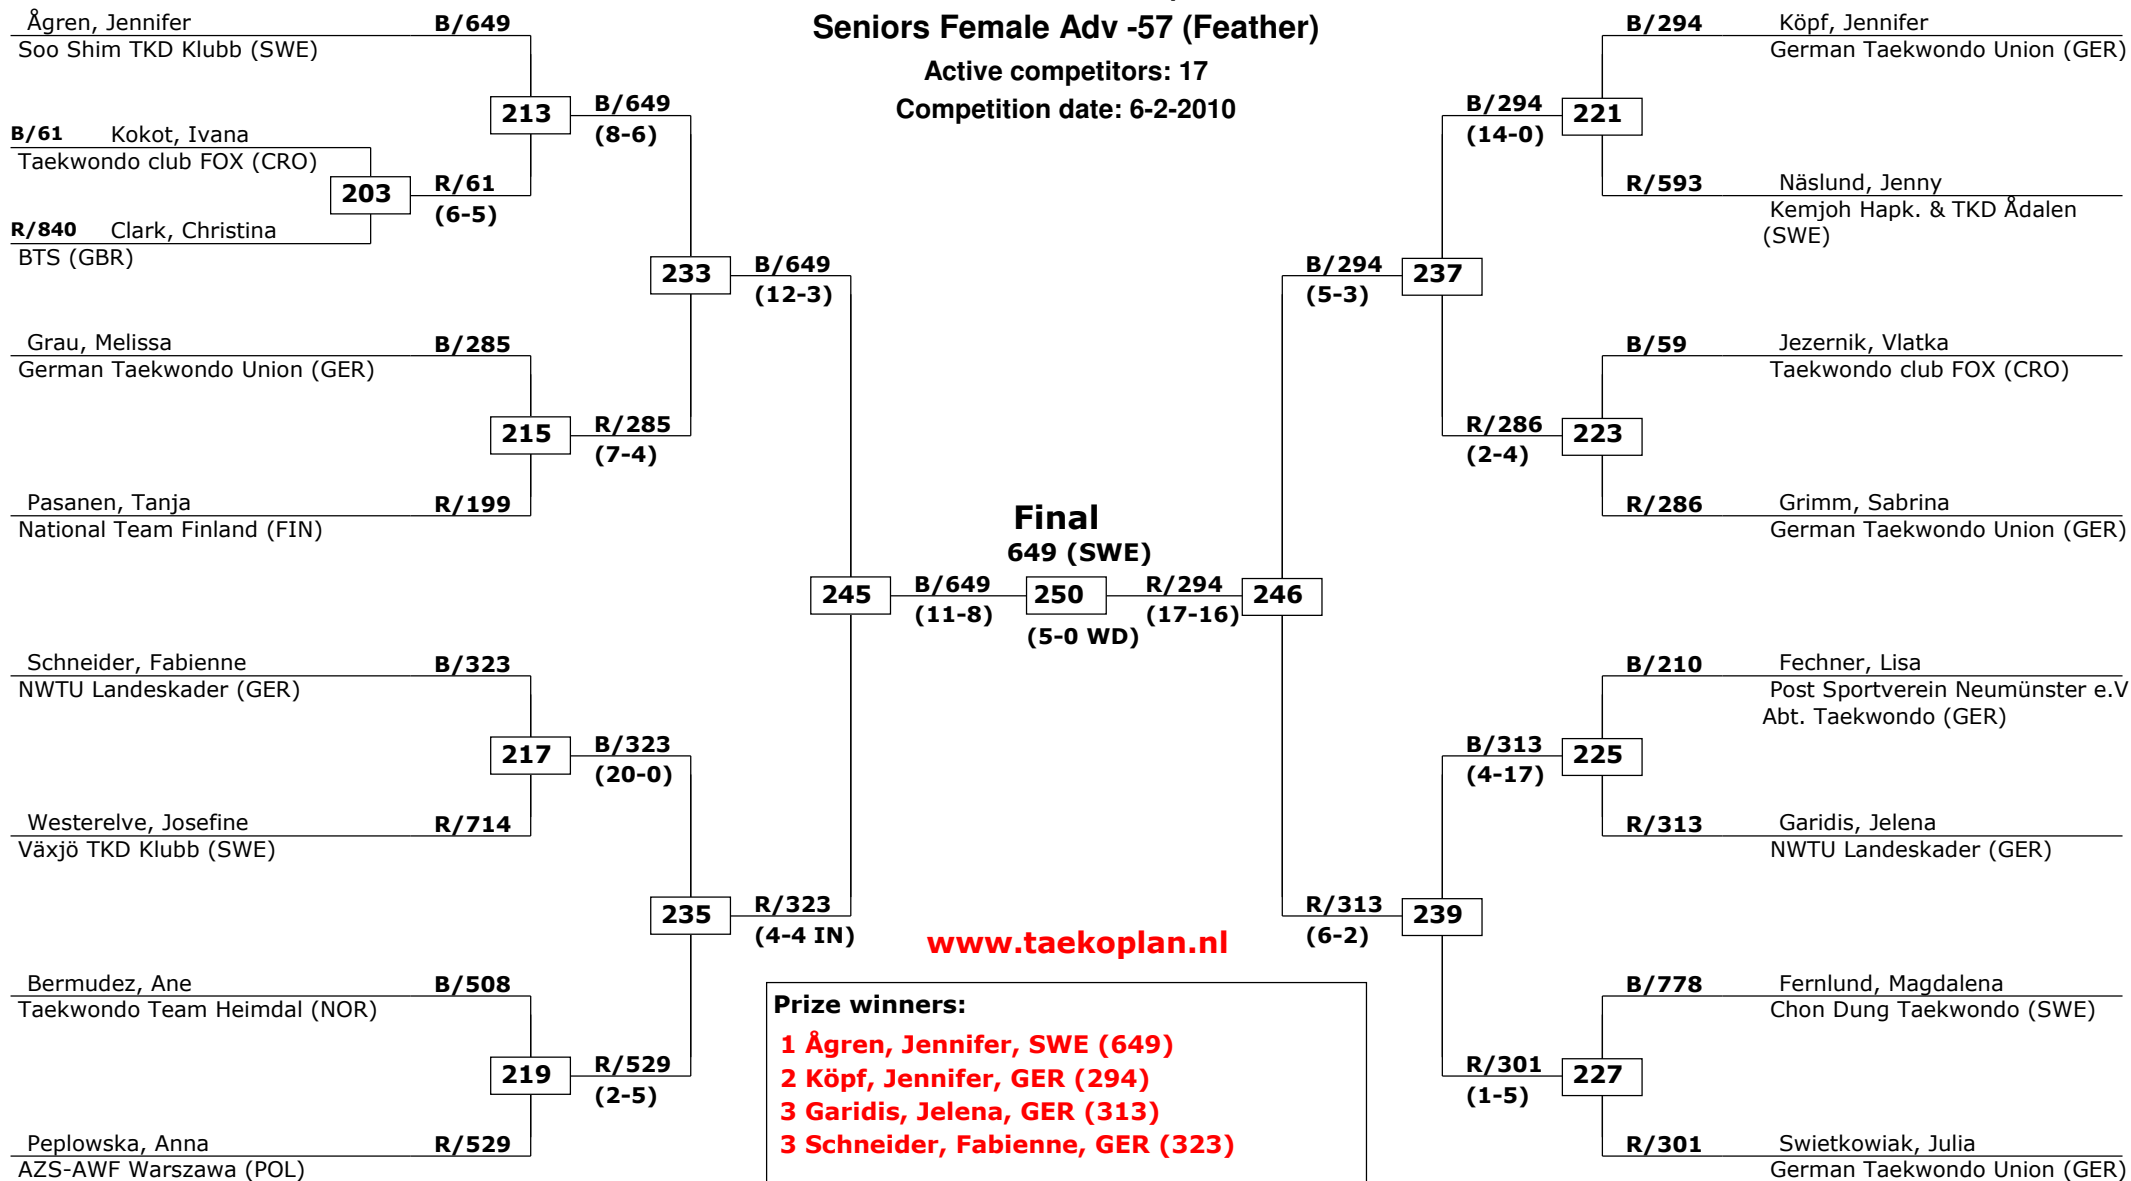 Seniors Female Adv -57 (Feather)
Active competitors: 17
Competition date: 6-2-2010
Ågren, Jennifer B/649
Soo Shim TKD Klubb (SWE)
213
B/649
(8-6)
B/61 Kokot, Ivana
Taekwondo club FOX (CRO)
203
R/61
(6-5)
R/840 Clark, Christina
BTS (GBR)
233
B/649
(12-3)
Grau, Melissa B/285
German Taekwondo Union (GER)
215
R/285
(7-4)
Pasanen, Tanja R/199
National Team Finland (FIN)
245
B/649
(11-8)
Schneider, Fabienne B/323
NWTU Landeskader (GER)
217
B/323
(20-0)
Westerelve, Josefine R/714
Växjö TKD Klubb (SWE)
235
R/323
(4-4 IN)
Bermudez, Ane B/508
Taekwondo Team Heimdal (NOR)
219
R/529
(2-5)
Peplowska, Anna R/529
AZS-AWF Warszawa (POL)
Final
649 (SWE)
250
(5-0 WD)
R/294
(17-16)
246
B/294 Köpf, Jennifer
German Taekwondo Union (GER)
B/294
(14-0)
221
R/593 Näslund, Jenny
Kemjoh Hapk. & TKD Ådalen
(SWE)
B/294
(5-3)
237
B/59 Jezernik, Vlatka
Taekwondo club FOX (CRO)
R/286
(2-4)
223
R/286 Grimm, Sabrina
German Taekwondo Union (GER)
B/210 Fechner, Lisa
Post Sportverein Neumünster e.V
Abt. Taekwondo (GER)
B/313
(4-17)
225
R/313 Garidis, Jelena
NWTU Landeskader (GER)
R/313
(6-2)
239
B/778 Fernlund, Magdalena
Chon Dung Taekwondo (SWE)
R/301
(1-5)
227
R/301 Swietkowiak, Julia
German Taekwondo Union (GER)
www.taekoplan.nl
Prize winners:
1 Ågren, Jennifer, SWE (649)
2 Köpf, Jennifer, GER (294)
3 Garidis, Jelena, GER (313)
3 Schneider, Fabienne, GER (323)